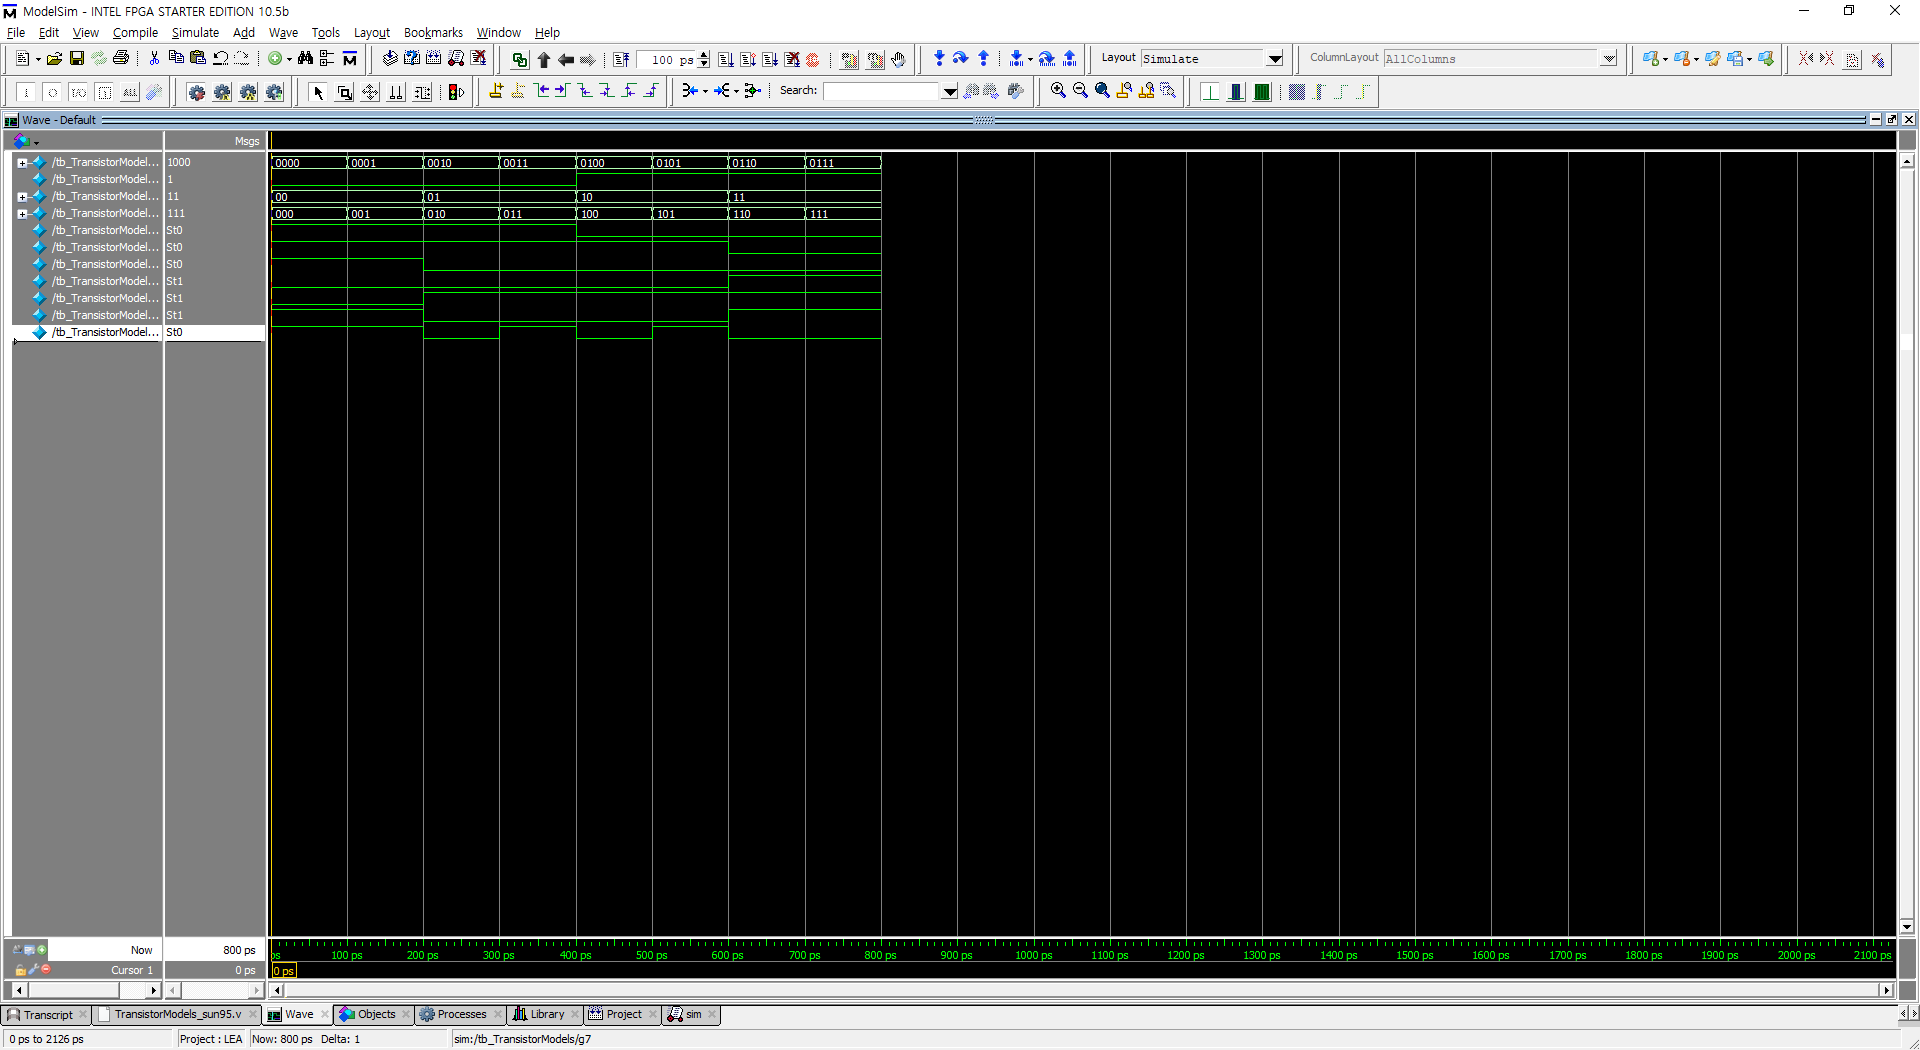 ModelSim - INTEL FPGA STARTER EDITION 10.5b
File Edit View Compile Simulate Add Wave Tools Layout Bookmarks Window Help
100 ps
Layout Simulate
ColumnLayout AllColumns
Search:
Wave - Default
Msgs
/tb_TransistorModel... 1000 0000 0001 0010 0011 0100 0101 0110 0111
/tb_TransistorModel... 1
/tb_TransistorModel... 11 00 01 10 11
/tb_TransistorModel... 111 000 001 010 011 100 101 110 111
/tb_TransistorModel... St0
/tb_TransistorModel... St0
/tb_TransistorModel... St0
/tb_TransistorModel... St1
/tb_TransistorModel... St1
/tb_TransistorModel... St1
/tb_TransistorModel... St0
Now 800 ps
ps 100 ps 200 ps 300 ps 400 ps 500 ps 600 ps 700 ps 800 ps 900 ps 1000 ps 1100 ps 1200 ps 1300 ps 1400 ps 1500 ps 1600 ps 1700 ps 1800 ps 1900 ps 2000 ps 2100 ps
Cursor 1 0 ps 0 ps
Transcript TransistorModels_sun95.v Wave Objects Processes Library Project sim
0 ps to 2126 ps Project : LEA Now: 800 ps Delta: 1 sim:/tb_TransistorModels/g7